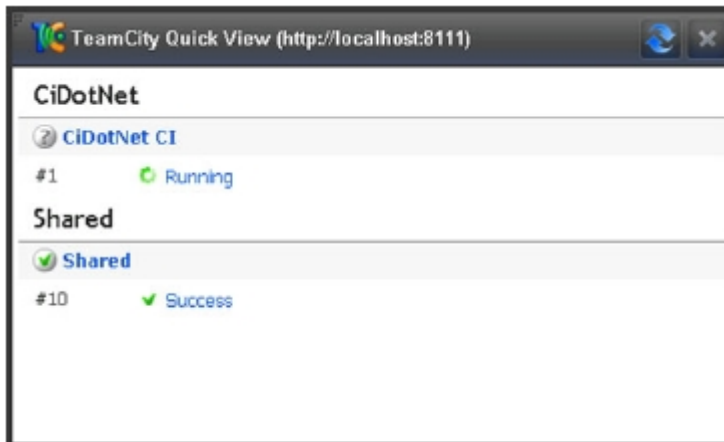 TeamCity Quick View (http://localhost:8111)
CiDotNet
CiDotNet CI
#1 Running
Shared
Shared
#10 Success